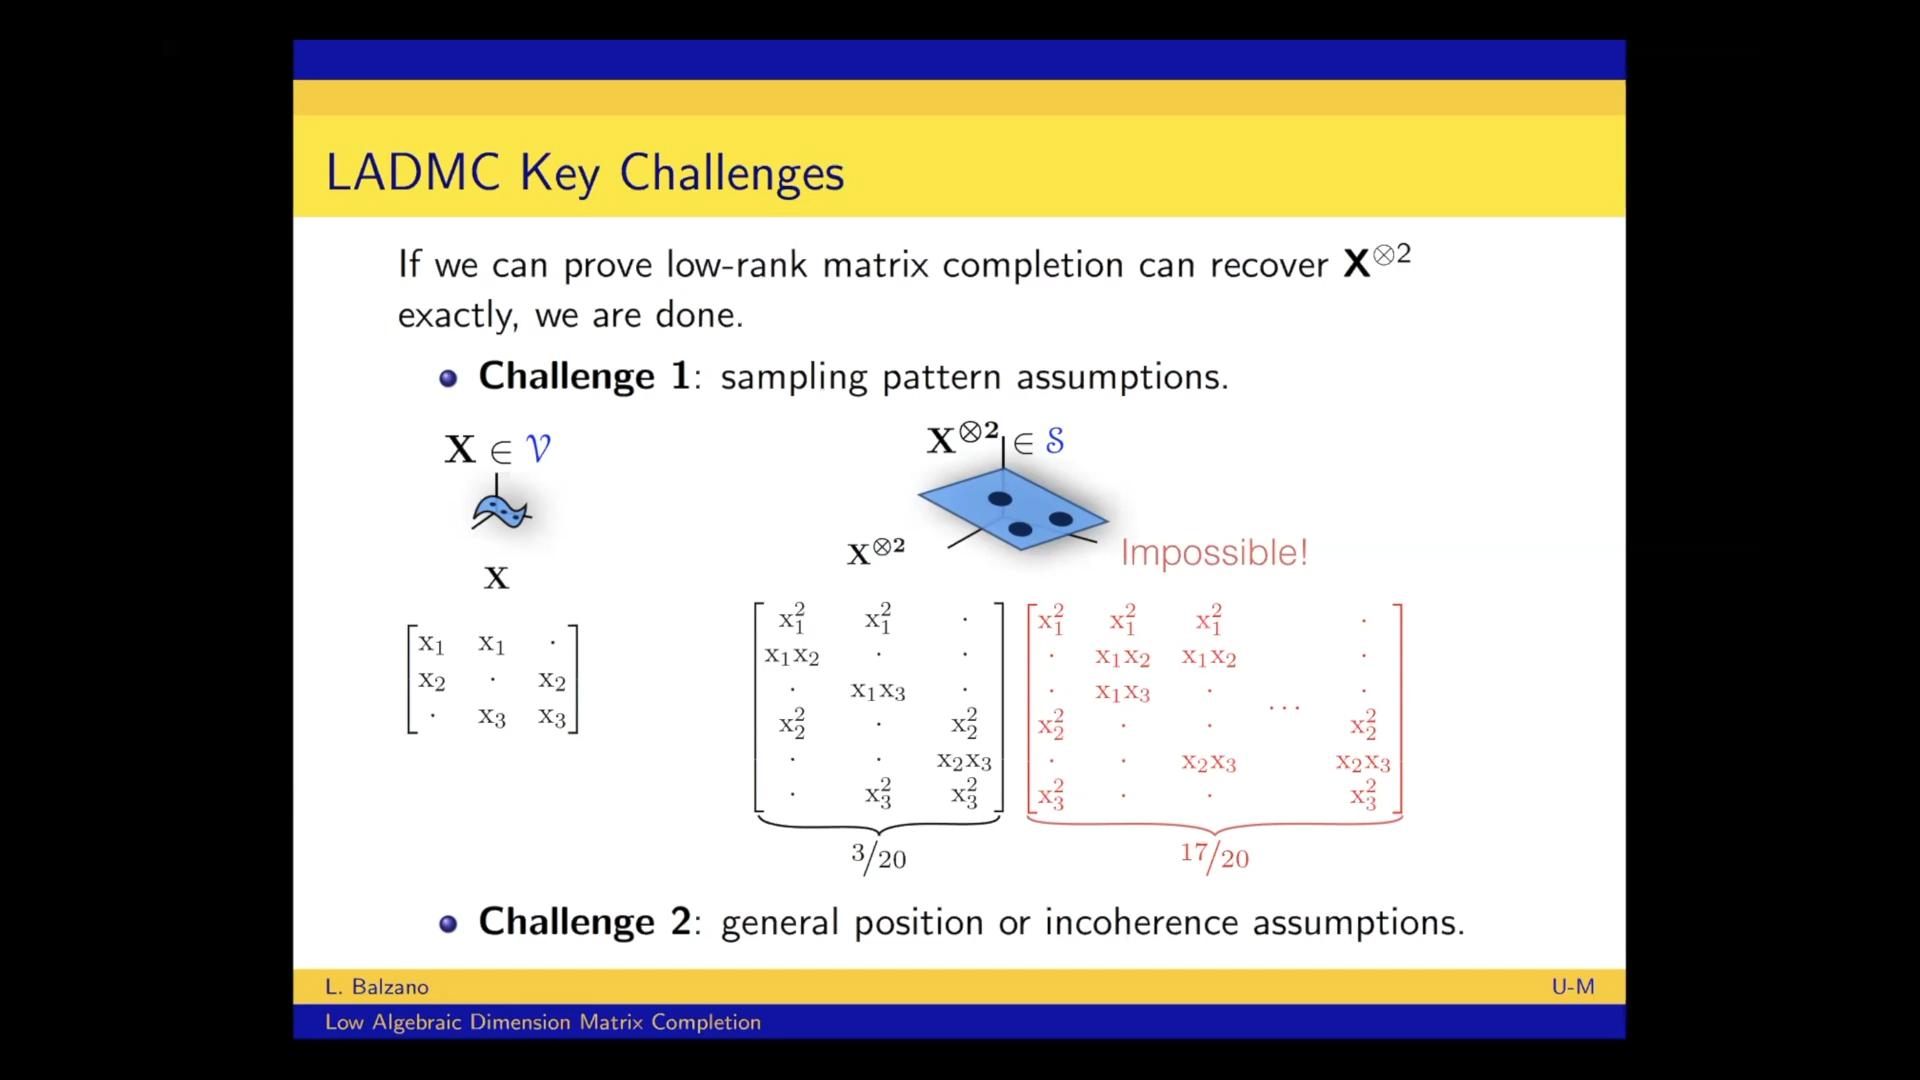 LADMC Key Challenges
If we can prove low-rank matrix completion can recover X⊗2
exactly, we are done.
Challenge 1: sampling pattern assumptions.
X ∈ 𝒱
X⊗2 ∈ 𝒮
X⊗2
Impossible!
X
x₁ x₁ ·
x₂ · x₂
· x₃ x₃
x₁² x₁² ·
x₁x₂ · ·
· x₁x₃ ·
x₂² · x₂²
· · x₂x₃
· x₃² x₃²
3/20
x₁² x₁² x₁² ·
· x₁x₂ x₁x₂ ·
· x₁x₃ · ·
...
x₂² · · x₂²
· · x₂x₃ x₂x₃
x₃² · · x₃²
17/20
Challenge 2: general position or incoherence assumptions.
L. Balzano
U-M
Low Algebraic Dimension Matrix Completion